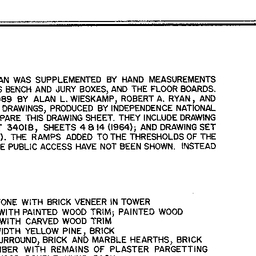 AN WAS SUPPLEMENTED BY HAND MEASUREMENTS
S BENCH AND JURY BOXES, AND THE FLOOR BOARDS.
89 BY ALAN L. WIESKAMP, ROBERT A. RYAN, AND
DRAWINGS, PRODUCED BY INDEPENDENCE NATIONAL
PARE THIS DRAWING SHEET. THEY INCLUDE DRAWING
T 3401B, SHEETS 4 & 14 (1964); AND DRAWING SET
). THE RAMPS ADDED TO THE THRESHOLDS OF THE
E PUBLIC ACCESS HAVE NOT BEEN SHOWN. INSTEAD
ONE WITH BRICK VENEER IN TOWER
WITH PAINTED WOOD TRIM; PAINTED WOOD
WITH CARVED WOOD TRIM
WIDTH YELLOW PINE, BRICK
URROUND, BRICK AND MARBLE HEARTHS, BRICK
BER WITH REMAINS OF PLASTER PARGETTING